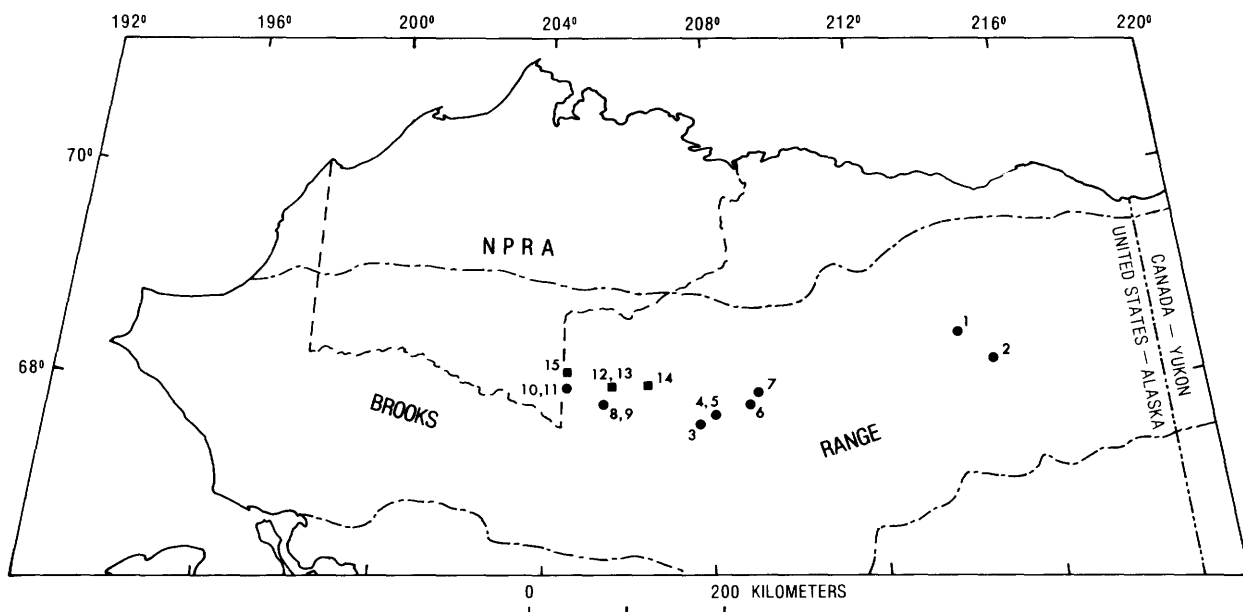 192° 196° 200° 204° 208° 212° 216° 220°
70°
NPRA
UNITED STATES — ALASKA
CANADA — YUKON
1
2
68°
15
12, 13
14
10, 11
8, 9
7
4, 5
6
3
BROOKS
RANGE
0 200 KILOMETERS